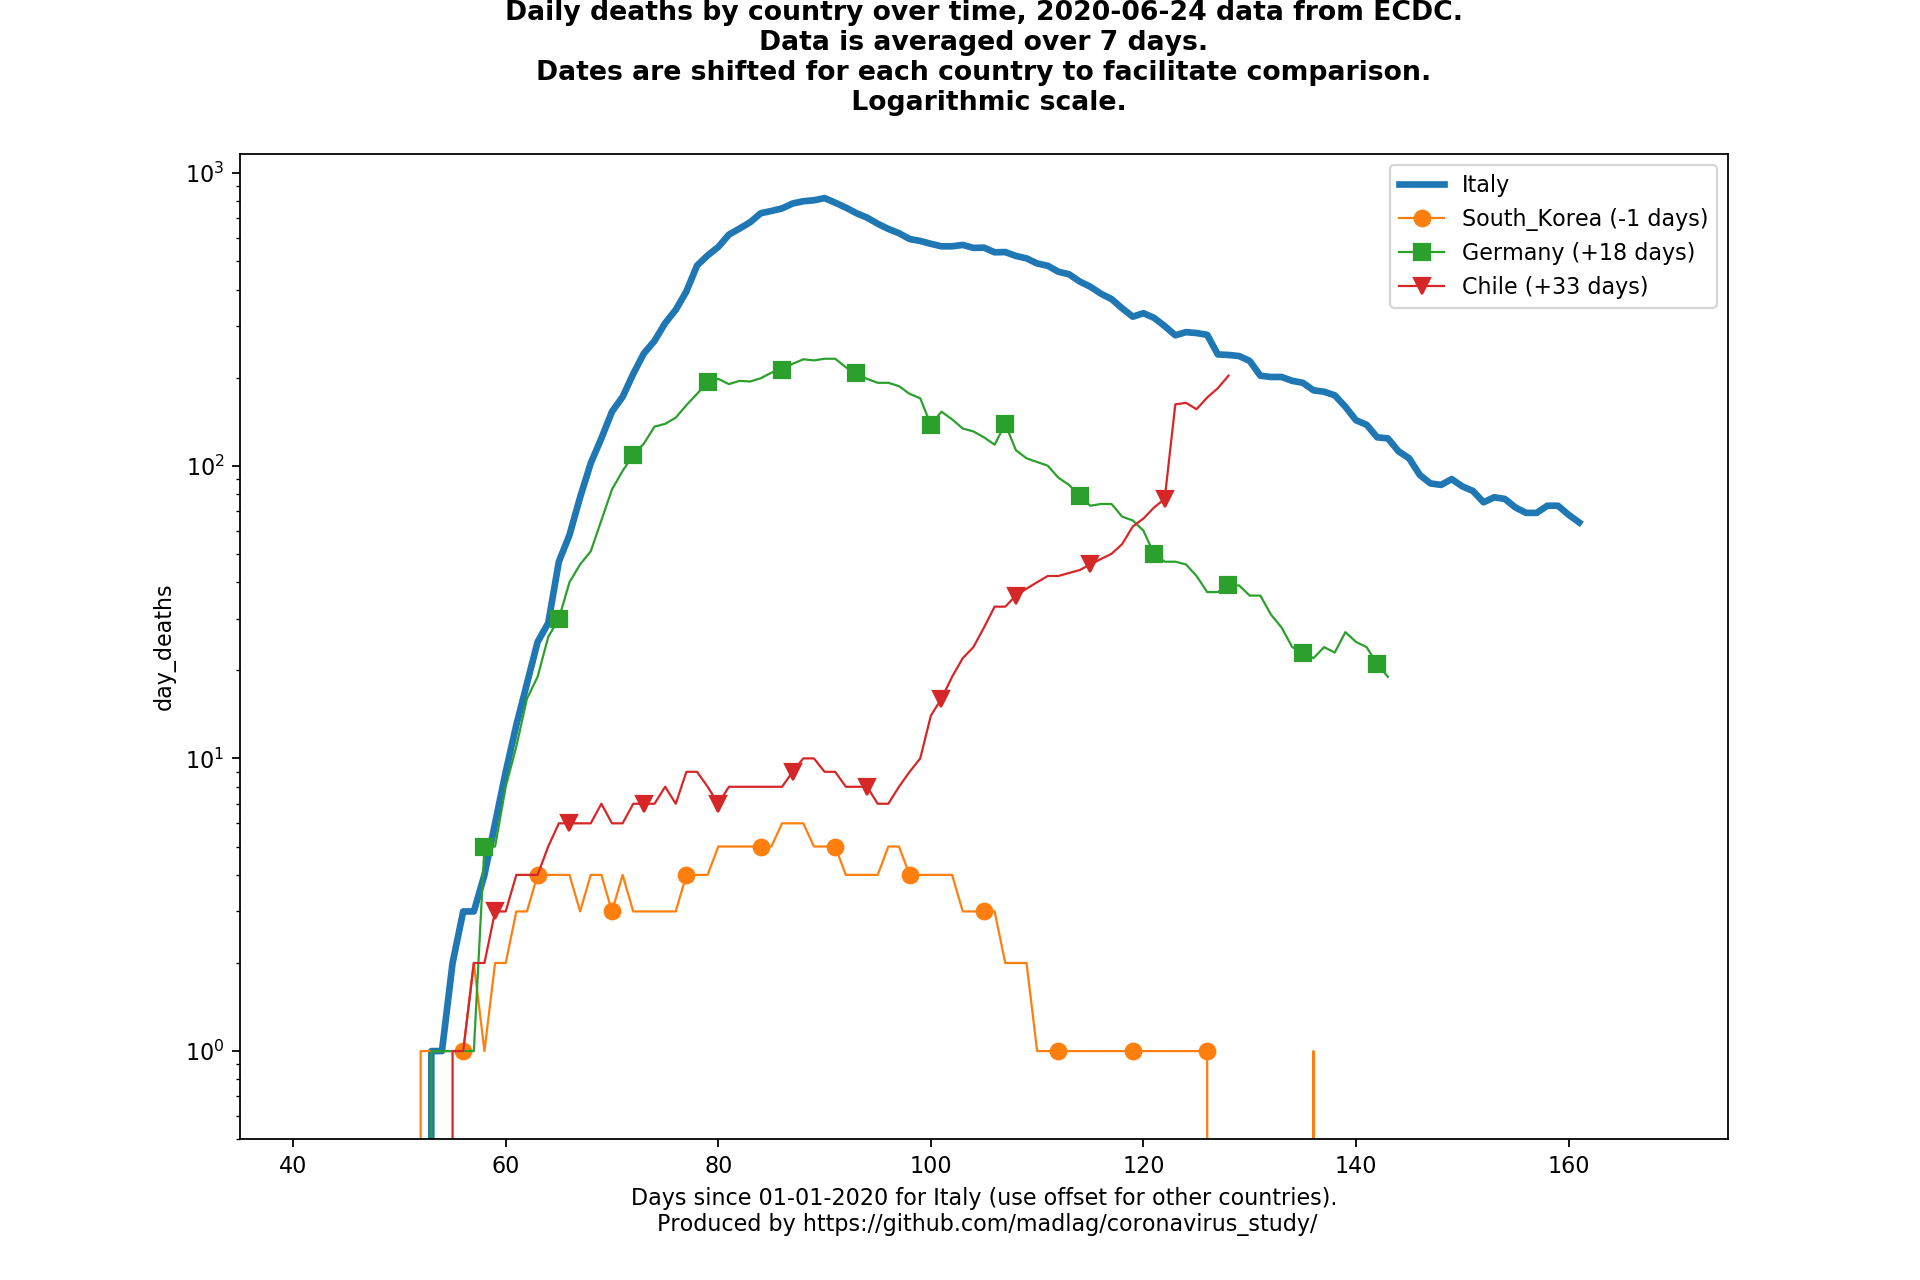 Daily deaths by country over time, 2020-06-24 data from ECDC.
Data is averaged over 7 days.
Dates are shifted for each country to facilitate comparison.
Logarithmic scale.
10³
10²
10¹
10⁰
day_deaths
Italy
South_Korea (-1 days)
Germany (+18 days)
Chile (+33 days)
40 60 80 100 120 140 160
Days since 01-01-2020 for Italy (use offset for other countries).
Produced by https://github.com/madlag/coronavirus_study/